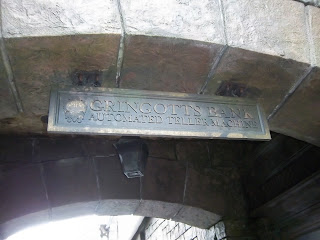 GRINGOTTS BANK
AUTOMATED TELLER MACHINE